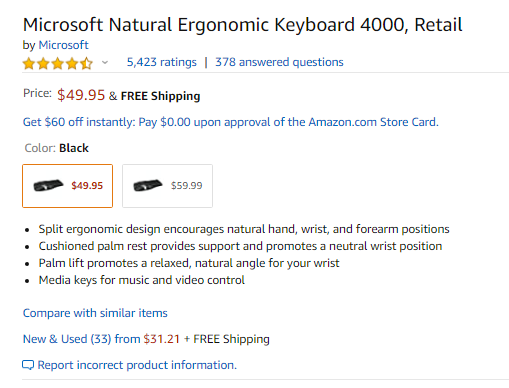 Microsoft Natural Ergonomic Keyboard 4000, Retail
by Microsoft
5,423 ratings | 378 answered questions
Price: $49.95 & FREE Shipping
Get $60 off instantly: Pay $0.00 upon approval of the Amazon.com Store Card.
Color: Black
$49.95 $59.99
• Split ergonomic design encourages natural hand, wrist, and forearm positions
• Cushioned palm rest provides support and promotes a neutral wrist position
• Palm lift promotes a relaxed, natural angle for your wrist
• Media keys for music and video control
Compare with similar items
New & Used (33) from $31.21 + FREE Shipping
Report incorrect product information.